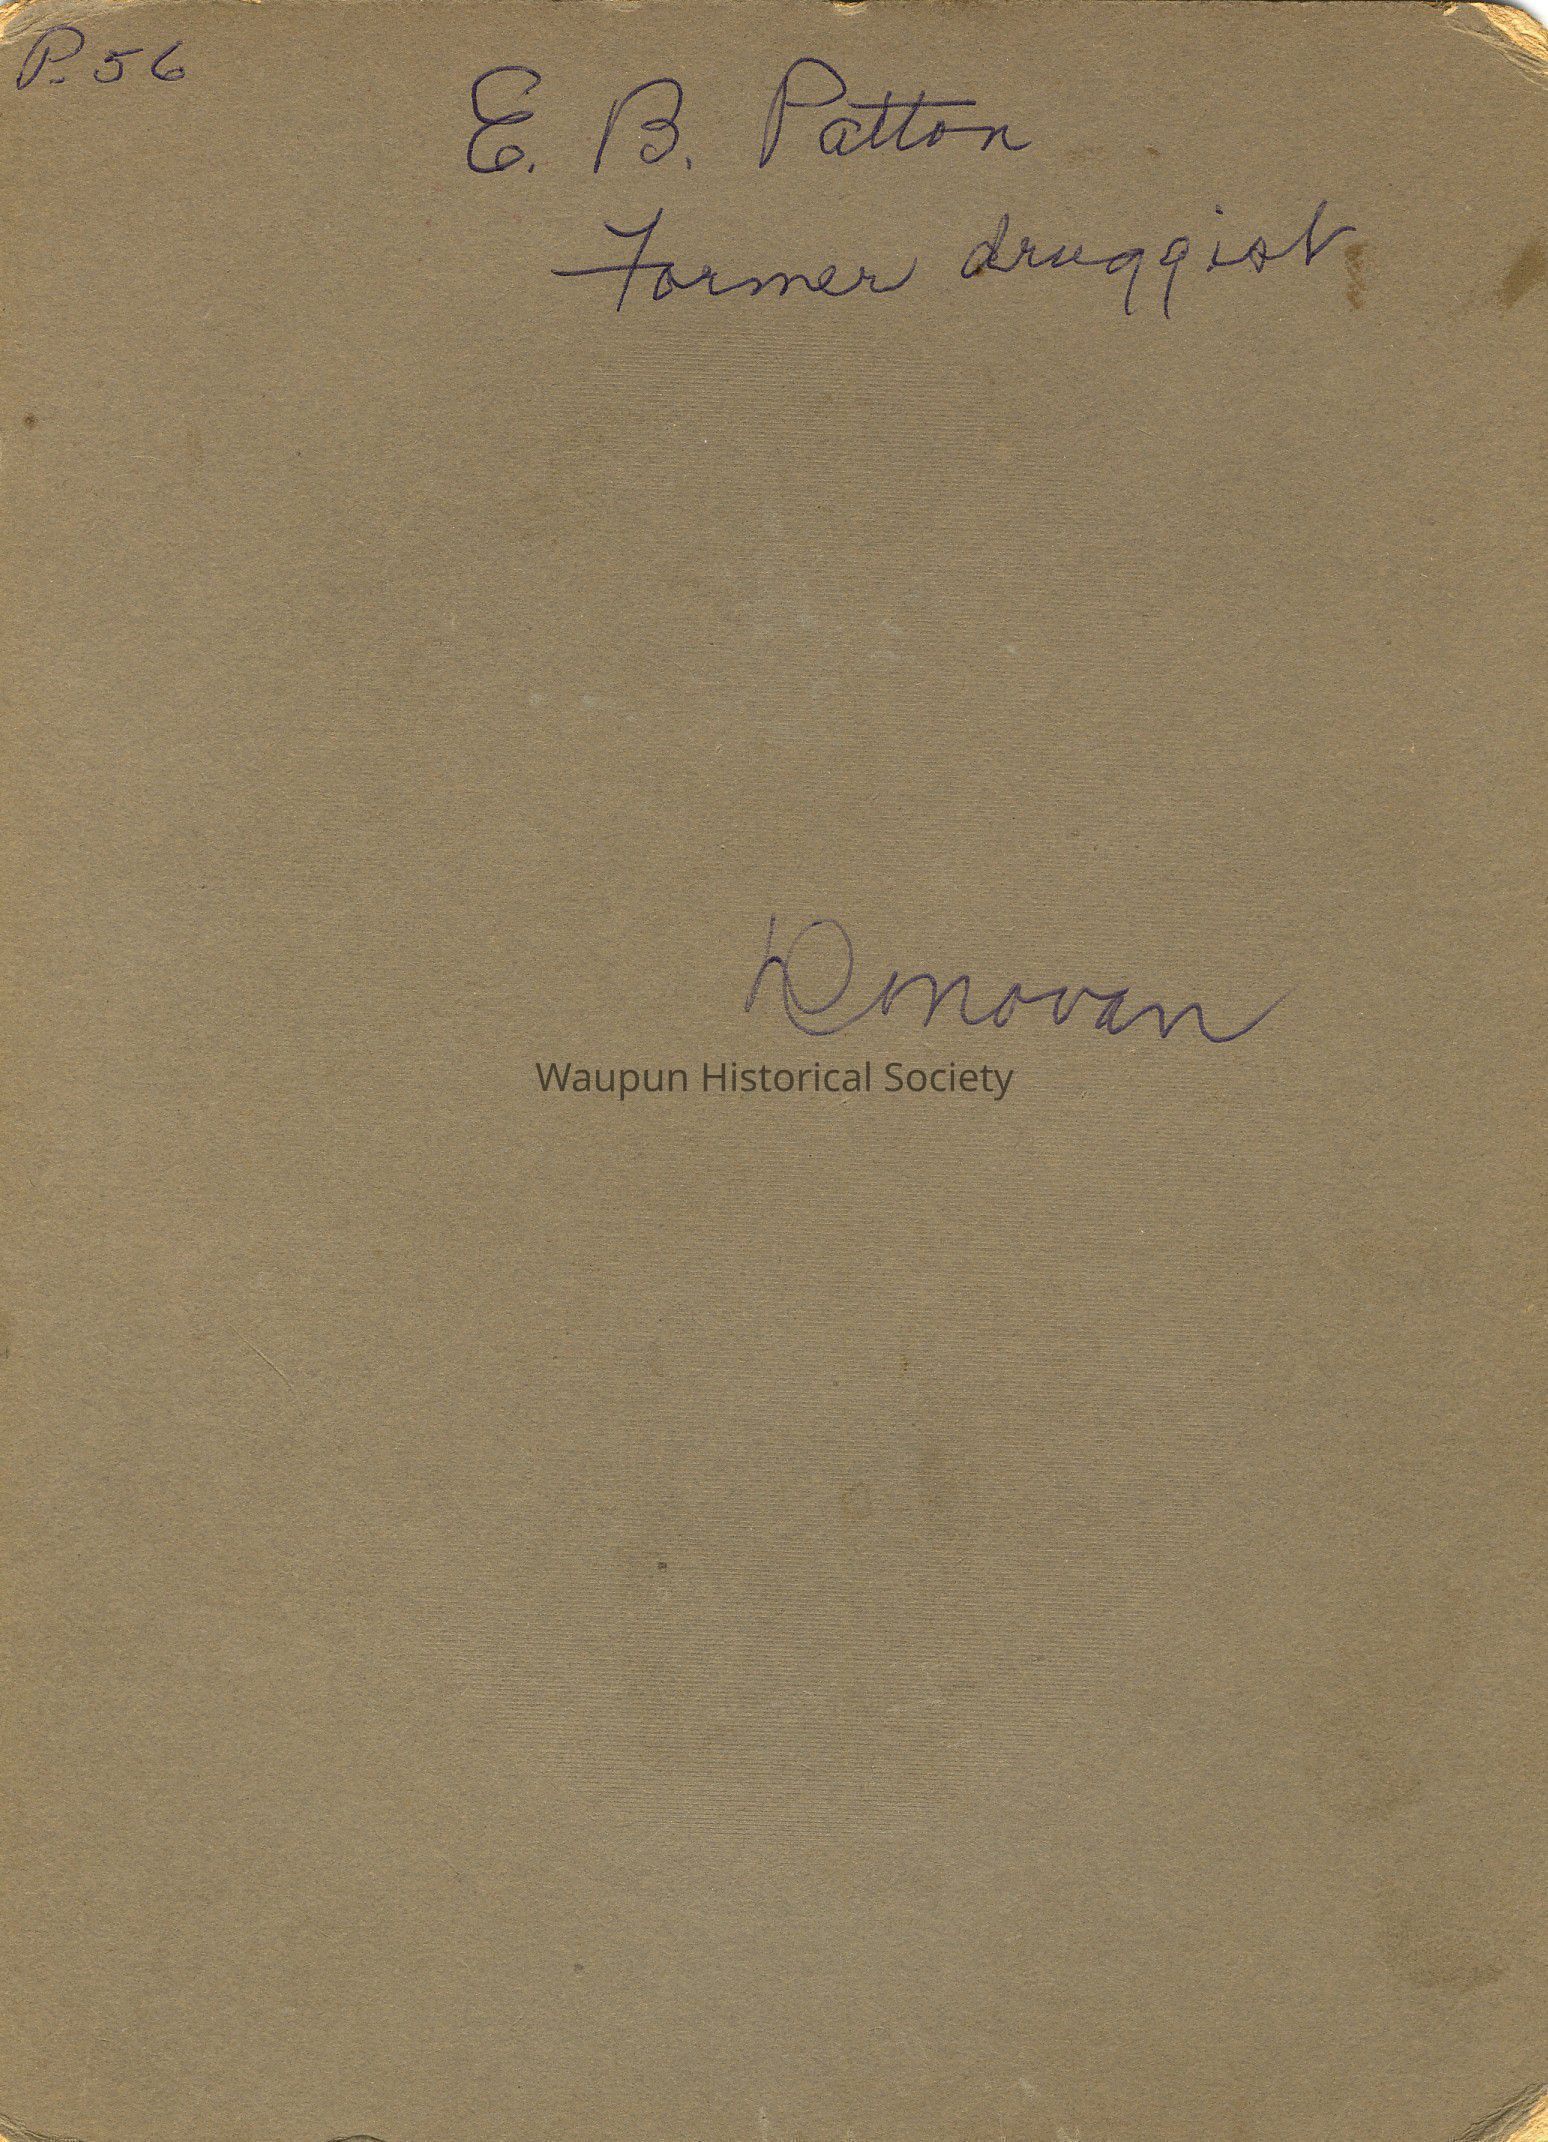 P. 56
E. B. Patton
Former druggist
Donovan
Waupun Historical Society